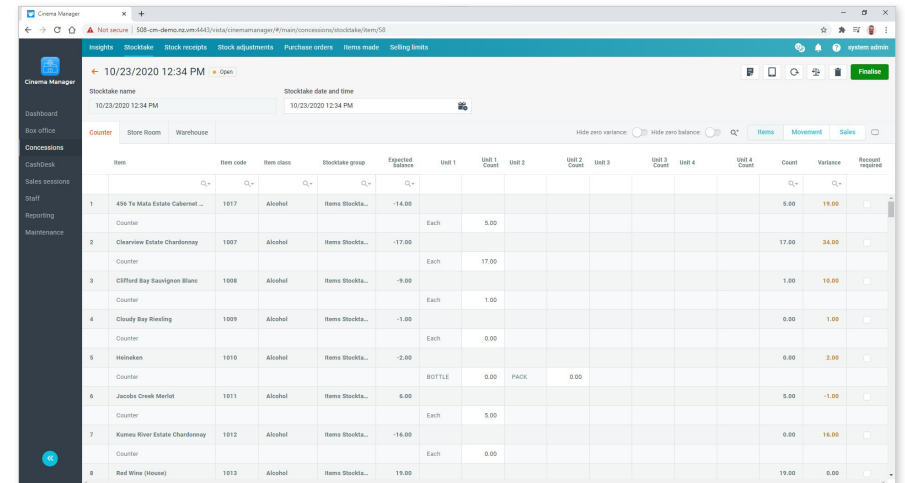 Cinema Manager
Not secure | 508-cm-demo.nz.vm:4443/vista/cinemamanager/#/main/concessions/stocktake/item/58
Insights Stocktake Stock receipts Stock adjustments Purchase orders Items made Selling limits system admin
Cinema Manager
10/23/2020 12:34 PM Open Finalise
Stocktake name Stocktake date and time
10/23/2020 12:34 PM 10/23/2020 12:34 PM
Dashboard
Box office
Concessions
CashDesk
Sales sessions
Staff
Reporting
Maintenance
Counter Store Room Warehouse Hide zero variance: Hide zero balance: Items Movement Sales
Item Item code Item class Stocktake group Expected balance Unit 1 Unit 1 Count Unit 2 Unit 2 Count Unit 3 Unit 3 Count Unit 4 Unit 4 Count Count Variance Recount required
1 456 Te Mata Estate Cabernet ... 1017 Alcohol Items Stockta... -14.00 5.00 19.00
Counter Each 5.00
2 Clearview Estate Chardonnay 1007 Alcohol Items Stockta... -17.00 17.00 34.00
Counter Each 17.00
3 Clifford Bay Sauvignon Blanc 1008 Alcohol Items Stockta... -9.00 1.00 10.00
Counter Each 1.00
4 Cloudy Bay Riesling 1009 Alcohol Items Stockta... -1.00 0.00 1.00
Counter Each 0.00
5 Heineken 1010 Alcohol Items Stockta... -2.00 0.00 2.00
Counter BOTTLE 0.00 PACK 0.00
6 Jacobs Creek Merlot 1011 Alcohol Items Stockta... 6.00 5.00 -1.00
Counter Each 5.00
7 Kumeu River Estate Chardonnay 1012 Alcohol Items Stockta... -16.00 0.00 16.00
Counter Each 0.00
8 Red Wine (House) 1013 Alcohol Items Stockta... 19.00 19.00 0.00